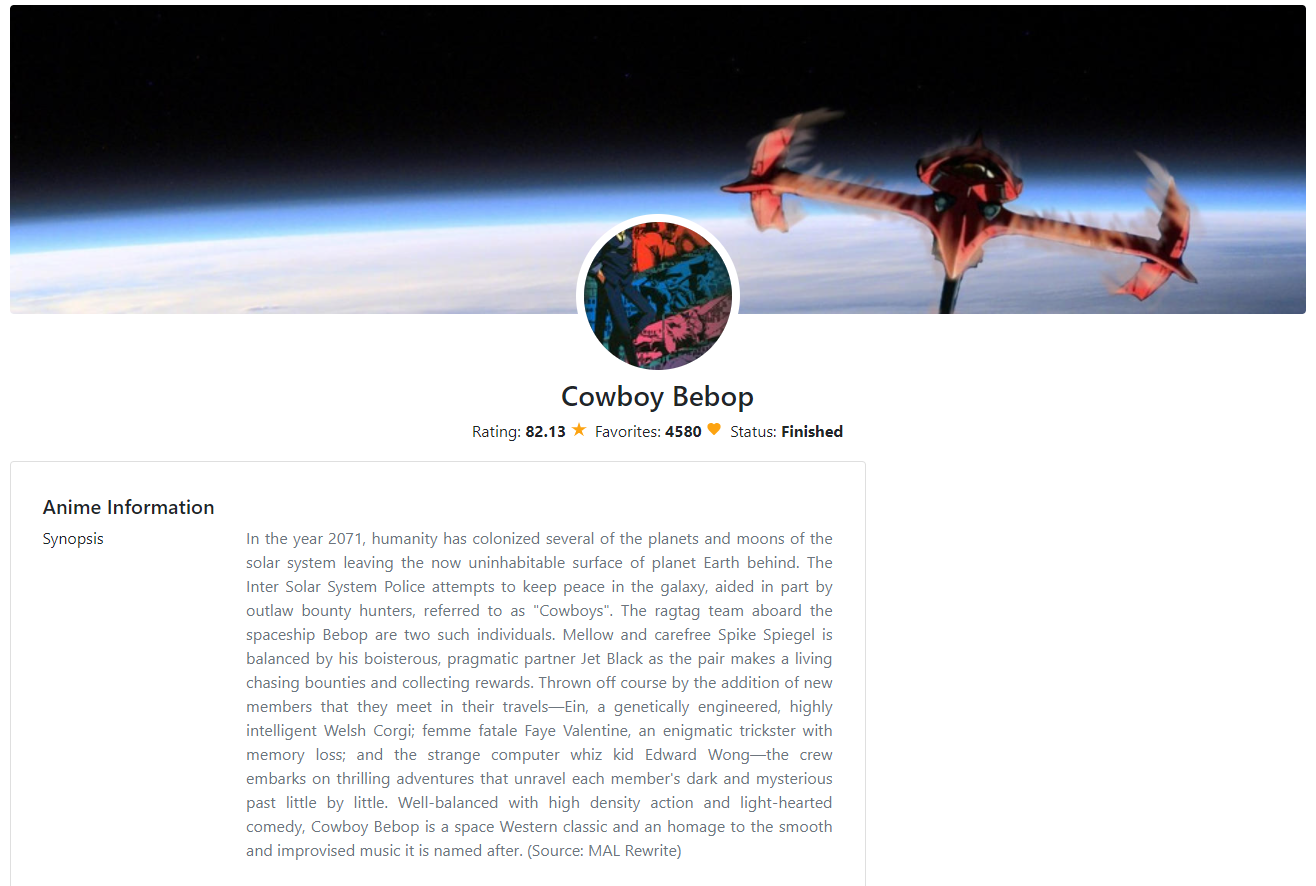 Cowboy Bebop
Rating: 82.13 ★ Favorites: 4580 ♥ Status: Finished
Anime Information
Synopsis
In the year 2071, humanity has colonized several of the planets and moons of the
solar system leaving the now uninhabitable surface of planet Earth behind. The
Inter Solar System Police attempts to keep peace in the galaxy, aided in part by
outlaw bounty hunters, referred to as "Cowboys". The ragtag team aboard the
spaceship Bebop are two such individuals. Mellow and carefree Spike Spiegel is
balanced by his boisterous, pragmatic partner Jet Black as the pair makes a living
chasing bounties and collecting rewards. Thrown off course by the addition of new
members that they meet in their travels—Ein, a genetically engineered, highly
intelligent Welsh Corgi; femme fatale Faye Valentine, an enigmatic trickster with
memory loss; and the strange computer whiz kid Edward Wong—the crew
embarks on thrilling adventures that unravel each member's dark and mysterious
past little by little. Well-balanced with high density action and light-hearted
comedy, Cowboy Bebop is a space Western classic and an homage to the smooth
and improvised music it is named after. (Source: MAL Rewrite)